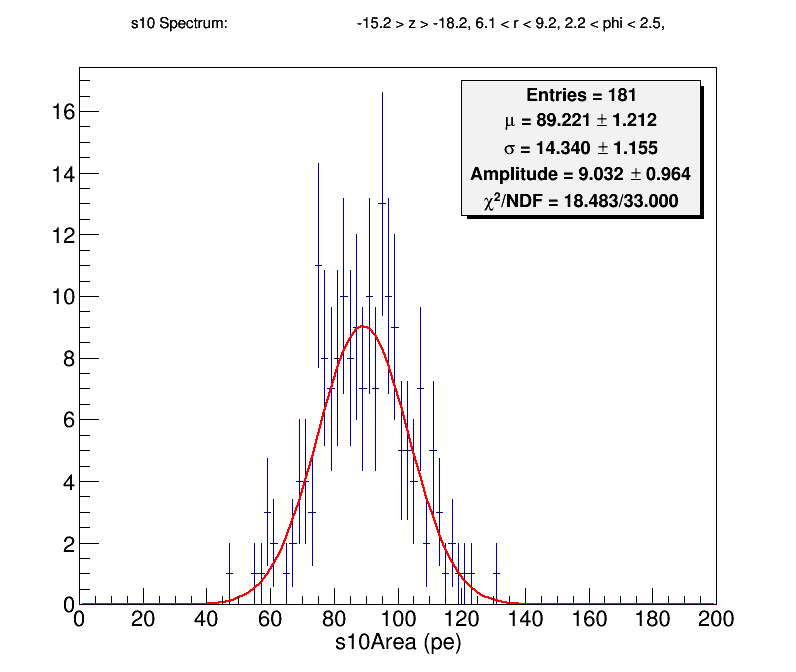 s10 Spectrum: -15.2 > z > -18.2, 6.1 < r < 9.2, 2.2 < phi < 2.5,
Entries = 181
μ = 89.221 ± 1.212
σ = 14.340 ± 1.155
Amplitude = 9.032 ± 0.964
χ²/NDF = 18.483/33.000
16
14
12
10
8
6
4
2
0
0 20 40 60 80 100 120 140 160 180 200
s10Area (pe)